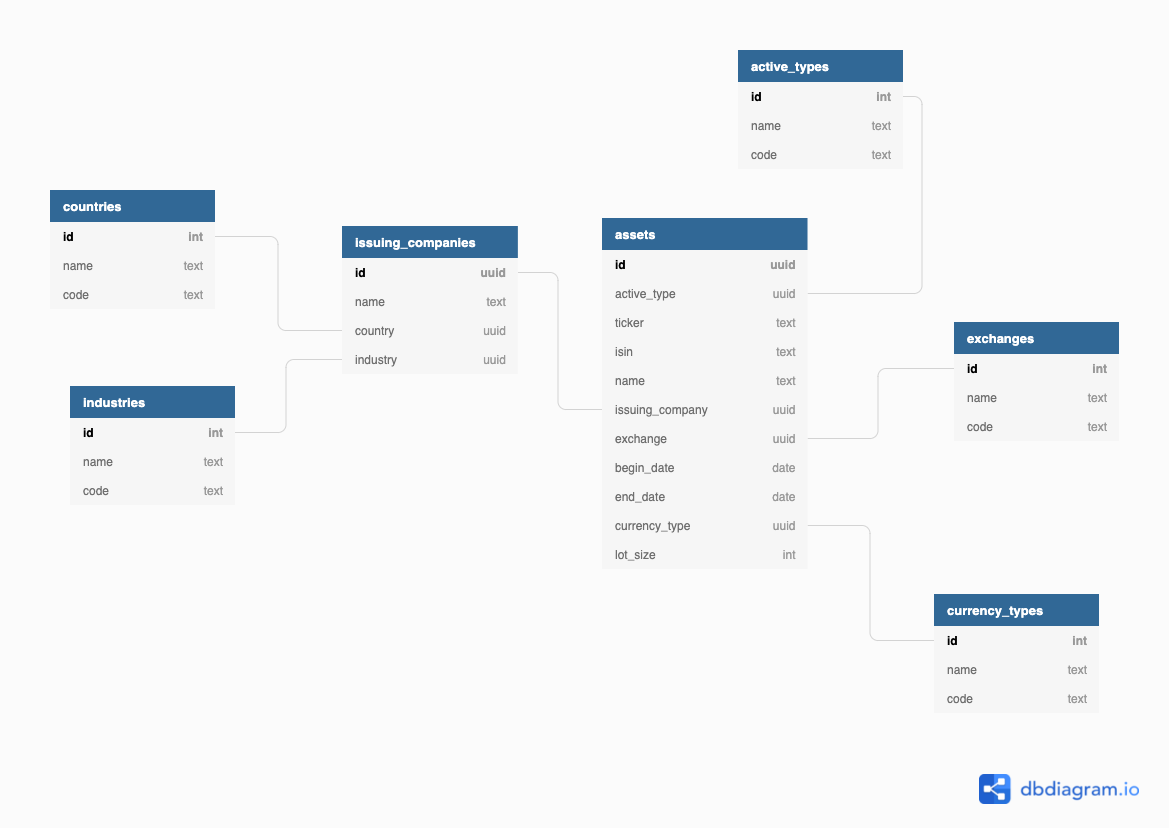 active_types
id int
name text
code text
countries
id int
name text
code text
issuing_companies
id uuid
name text
country uuid
industry uuid
assets
id uuid
active_type uuid
ticker text
isin text
name text
issuing_company uuid
exchange uuid
begin_date date
end_date date
currency_type uuid
lot_size int
exchanges
id int
name text
code text
industries
id int
name text
code text
currency_types
id int
name text
code text
dbdiagram.io